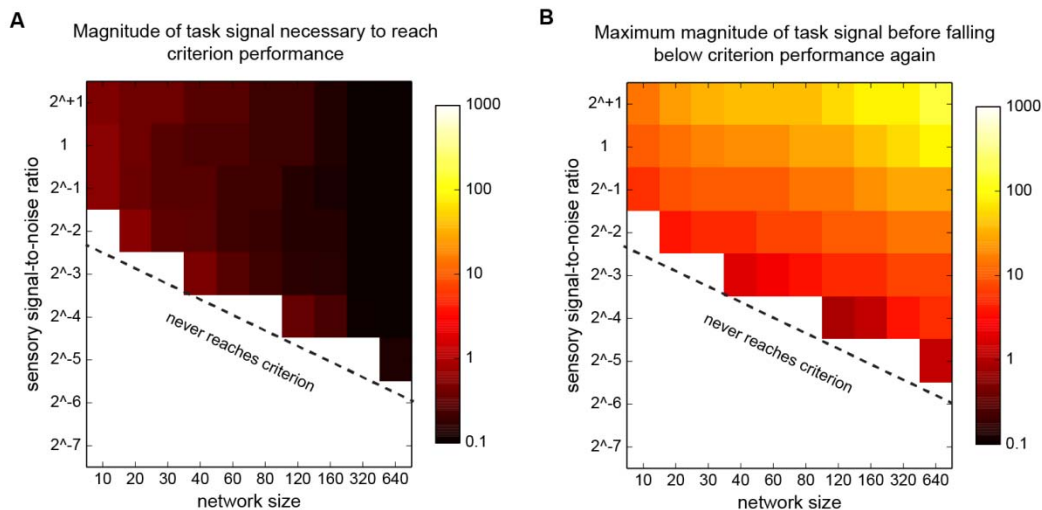 A
Magnitude of task signal necessary to reach
criterion performance
sensory signal-to-noise ratio
2^+1
1
2^-1
2^-2
2^-3
2^-4
2^-5
2^-6
2^-7
never reaches criterion
10 20 30 40 60 80 120 160 320 640
network size
1000
100
10
1
0.1
B
Maximum magnitude of task signal before falling
below criterion performance again
sensory signal-to-noise ratio
2^+1
1
2^-1
2^-2
2^-3
2^-4
2^-5
2^-6
2^-7
never reaches criterion
10 20 30 40 60 80 120 160 320 640
network size
1000
100
10
1
0.1